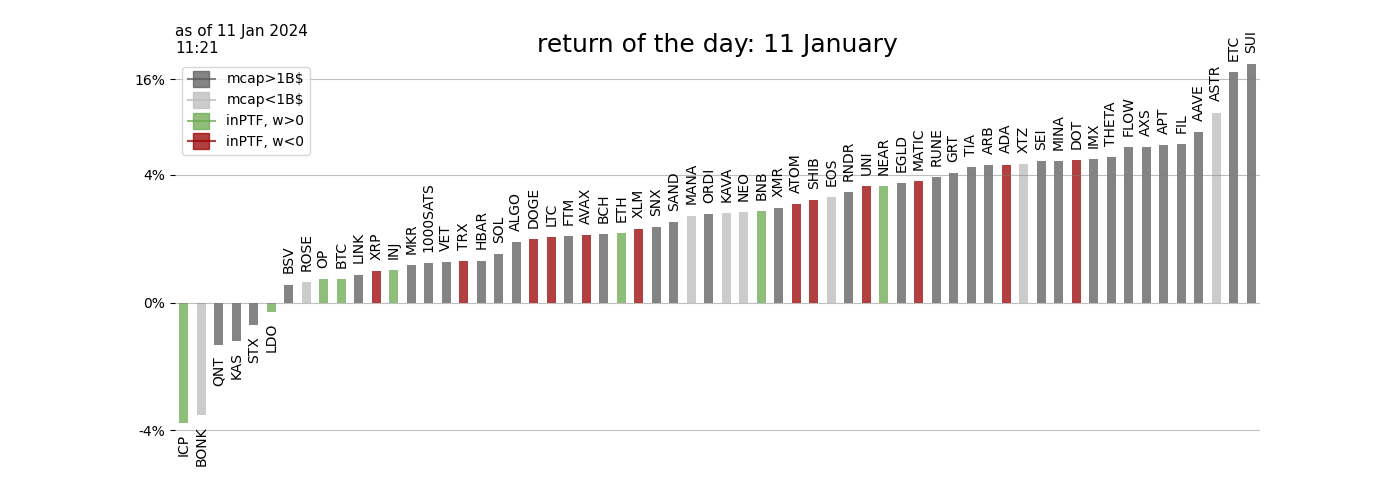 as of 11 Jan 2024
11:21
return of the day: 11 January
mcap>1B$
mcap<1B$
inPTF, w>0
inPTF, w<0
16%
4%
0%
-4%
ICP
BONK
QNT
KAS
STX
LDO
BSV
ROSE
OP
BTC
LINK
XRP
INJ
MKR
1000SATS
VET
TRX
HBAR
SOL
ALGO
DOGE
LTC
FTM
AVAX
BCH
ETH
XLM
SNX
SAND
MANA
ORDI
KAVA
NEO
BNB
XMR
ATOM
SHIB
EOS
RNDR
UNI
NEAR
EGLD
MATIC
RUNE
GRT
TIA
ARB
ADA
XTZ
SEI
MINA
DOT
IMX
THETA
FLOW
AXS
APT
FIL
AAVE
ASTR
ETC
SUI